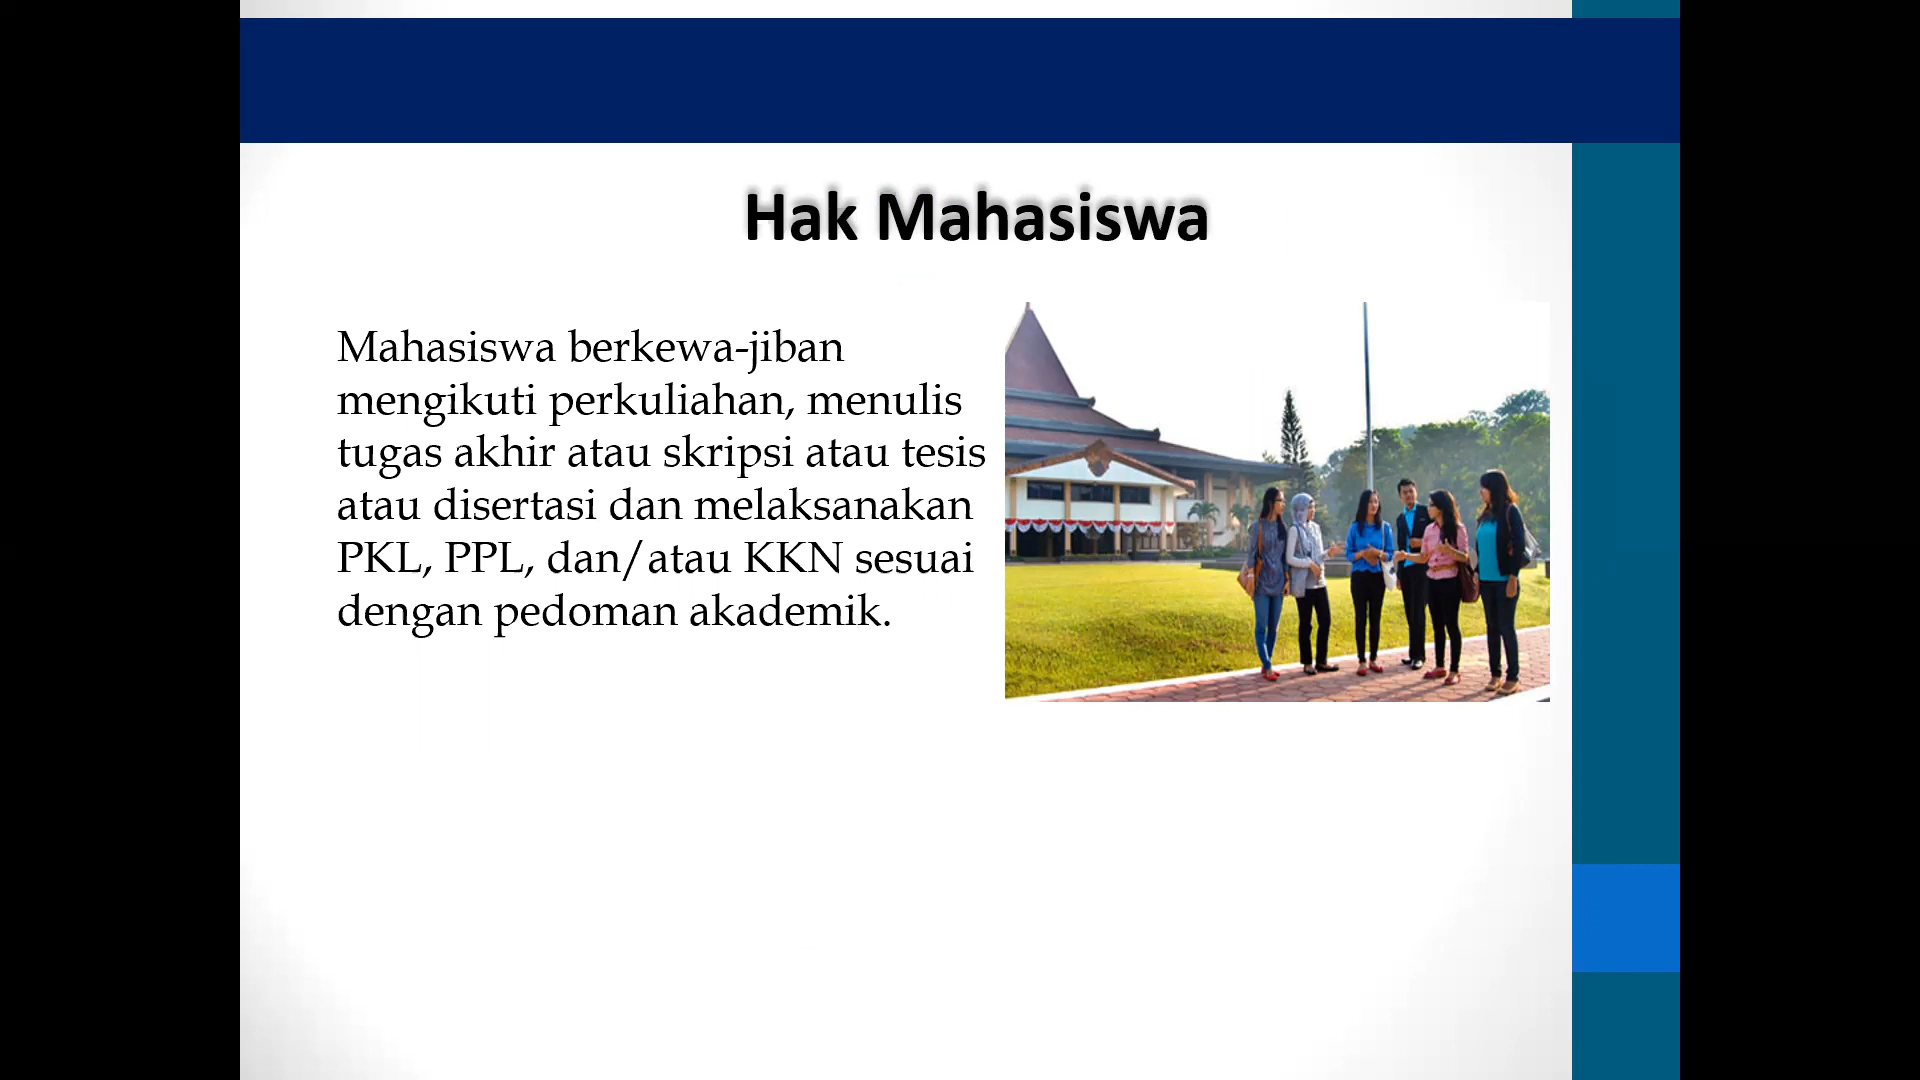 Hak Mahasiswa
Mahasiswa berkewa-jiban
mengikuti perkuliahan, menulis
tugas akhir atau skripsi atau tesis
atau disertasi dan melaksanakan
PKL, PPL, dan/atau KKN sesuai
dengan pedoman akademik.